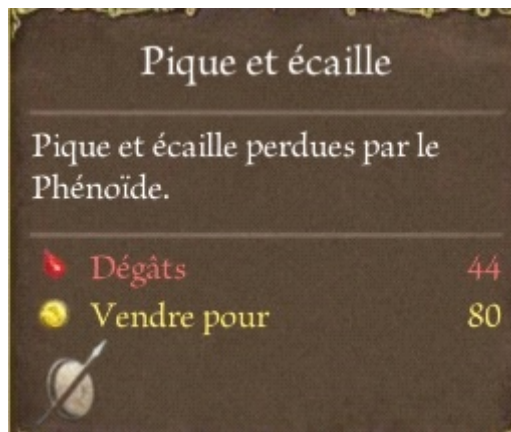 Pique et écaille
Pique et écaille perdues par le
Phénoïde.
Dégâts 44
Vendre pour 80